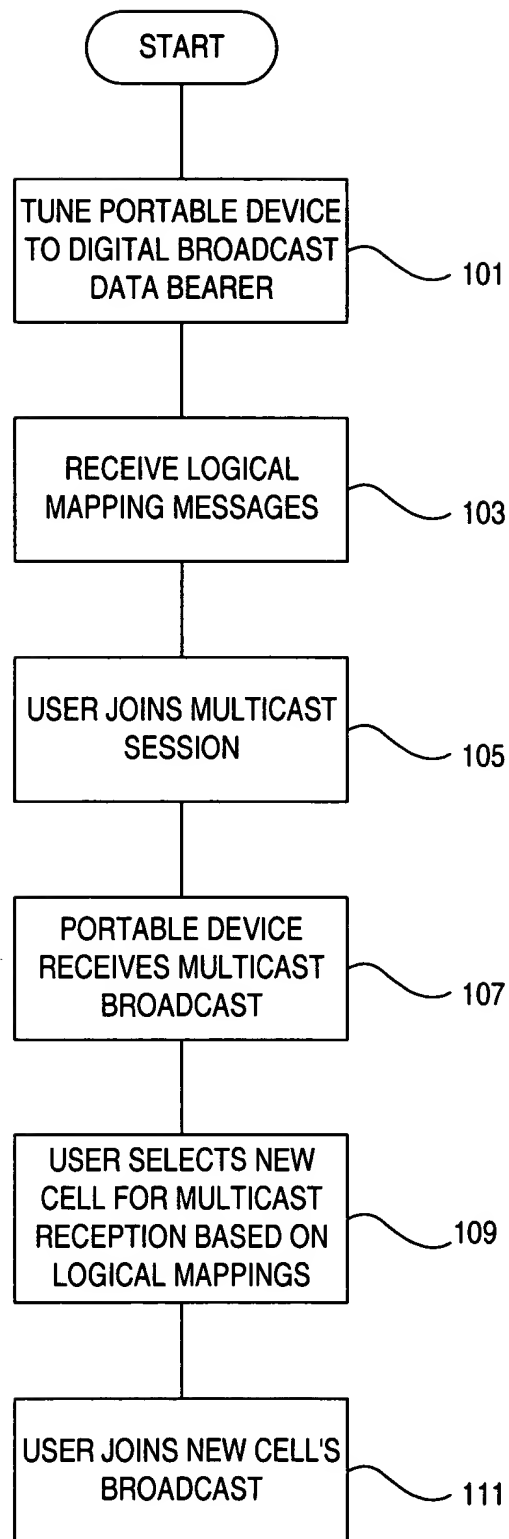 START
TUNE PORTABLE DEVICE
TO DIGITAL BROADCAST
DATA BEARER
101
RECEIVE LOGICAL
MAPPING MESSAGES
103
USER JOINS MULTICAST
SESSION
105
PORTABLE DEVICE
RECEIVES MULTICAST
BROADCAST
107
USER SELECTS NEW
CELL FOR MULTICAST
RECEPTION BASED ON
LOGICAL MAPPINGS
109
USER JOINS NEW CELL'S
BROADCAST
111